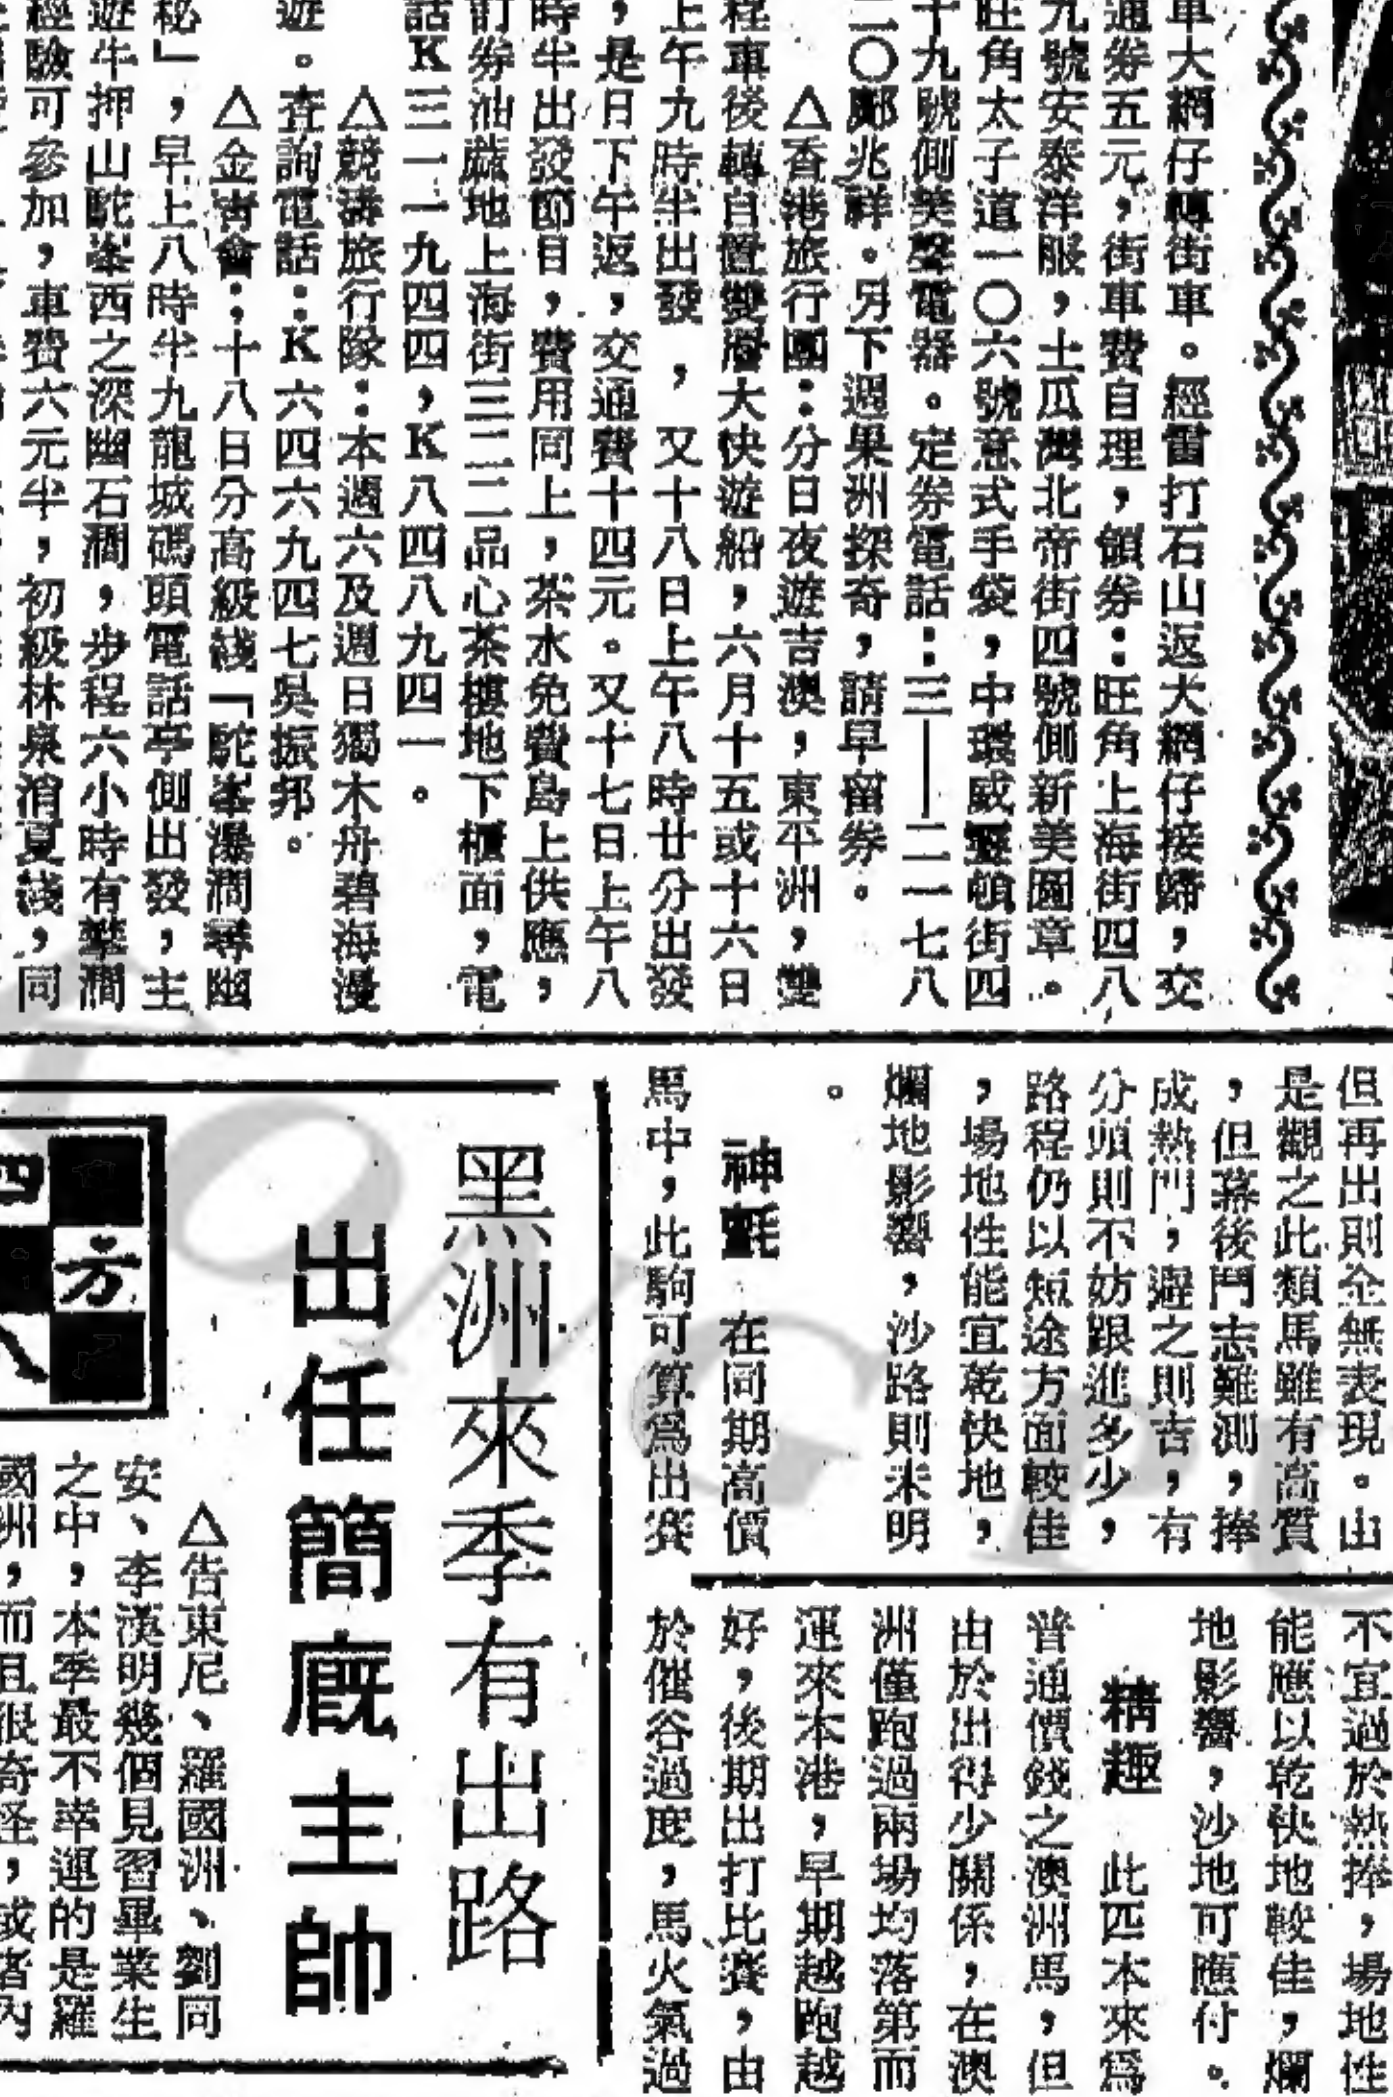 車大網仔轉街車。經雷打石山返大網仔接歸，交
通券五元，街車費自理，領券：旺角上海街四八
九號安泰洋服，土瓜灣北帝街四號側新美圖章。
旺角太子道一〇六號意式手袋，中環威靈頓街四
十九號側美聲電器。定券電話：三——二一七八
二〇鄭兆祥。另下週果洲探奇，請早留券。
△香港旅行團：分日夜遊吉澳，東平洲，雙
程車後轉自置雙層大快遊船，六月十五或十六日
上午九時半出發，又十八日上午八時廿分出發
，是日下午返，交通費十四元。又十七日上午八
時半出發節目，費用同上，茶水免費島上供應，
訂券油蔴地上海街三二二品心茶樓地下櫃面，電
話K三一一九四四，K八四八九四一。
△競濤旅行隊：本週六及週日獨木舟碧海漫
遊。查詢電話：K六四六九四七吳振邦。
△金青會：十八日分高級綫「駝峯瀑澗尋幽
秘」，早上八時半九龍城碼頭電話亭側出發，主
遊牛押山駝峯西之深幽石澗，步程六小時有攀澗
經驗可參加，車費六元半，初級林泉消夏綫，同
但再出則全無表現。由
是觀之此類馬雖有高質
，但幕後鬥志難測，捧
成熱門，避之則吉，有
分頭則不妨跟進多少，
路程仍以短途方面較佳
，場地性能宜乾快地，
爛地影響，沙路則未明
。
神氈　在同期高價
馬中，此駒可算爲出賽
不宜過於熱捧，場地性
能應以乾快地較佳，爛
地影響，沙地可應付。
精趣　此匹本來爲
普通價錢之澳洲馬，但
由於出得少關係，在澳
洲僅跑過兩場均落第而
運來本港，早期越跑越
好，後期出打比賽，由
於催谷過度，馬火氣過
黑洲來季有出路
出任簡廐主帥
四方八
△告東尼、羅國洲、劉同
安、李漢明幾個見習畢業生
之中，本季最不幸運的是羅
國洲，而且很奇怪，或者內